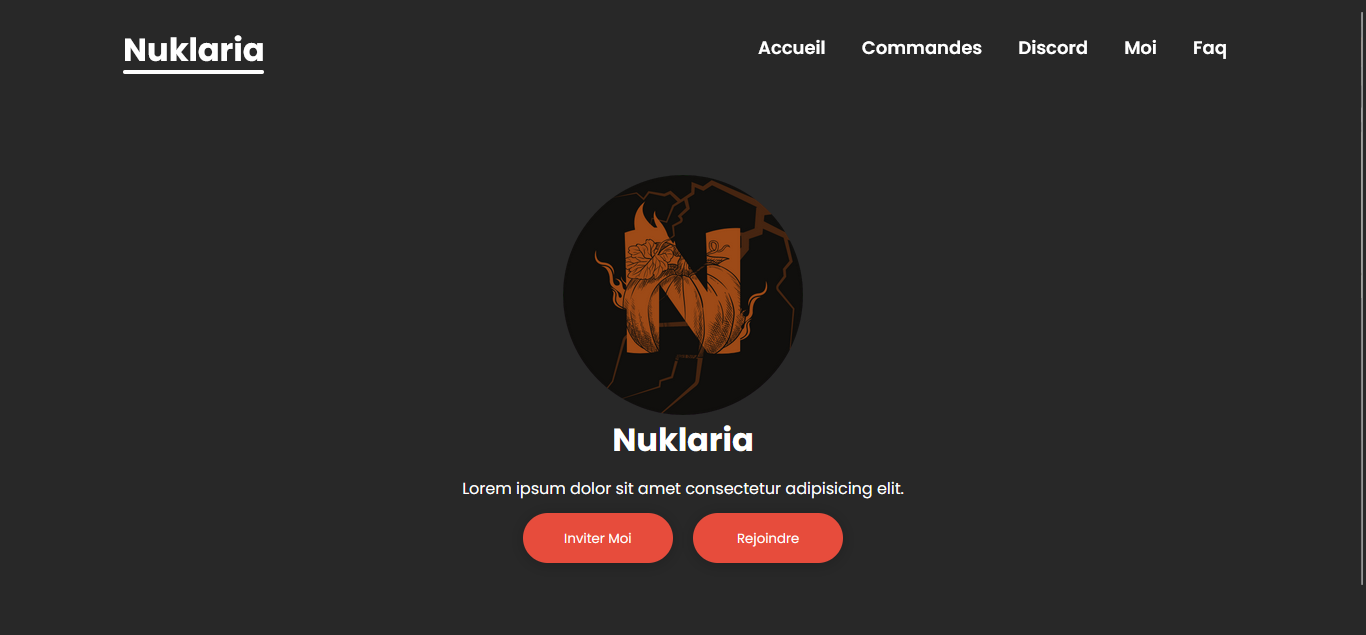 Nuklaria
Accueil Commandes Discord Moi Faq
N
Nuklaria
Lorem ipsum dolor sit amet consectetur adipisicing elit.
Inviter Moi Rejoindre